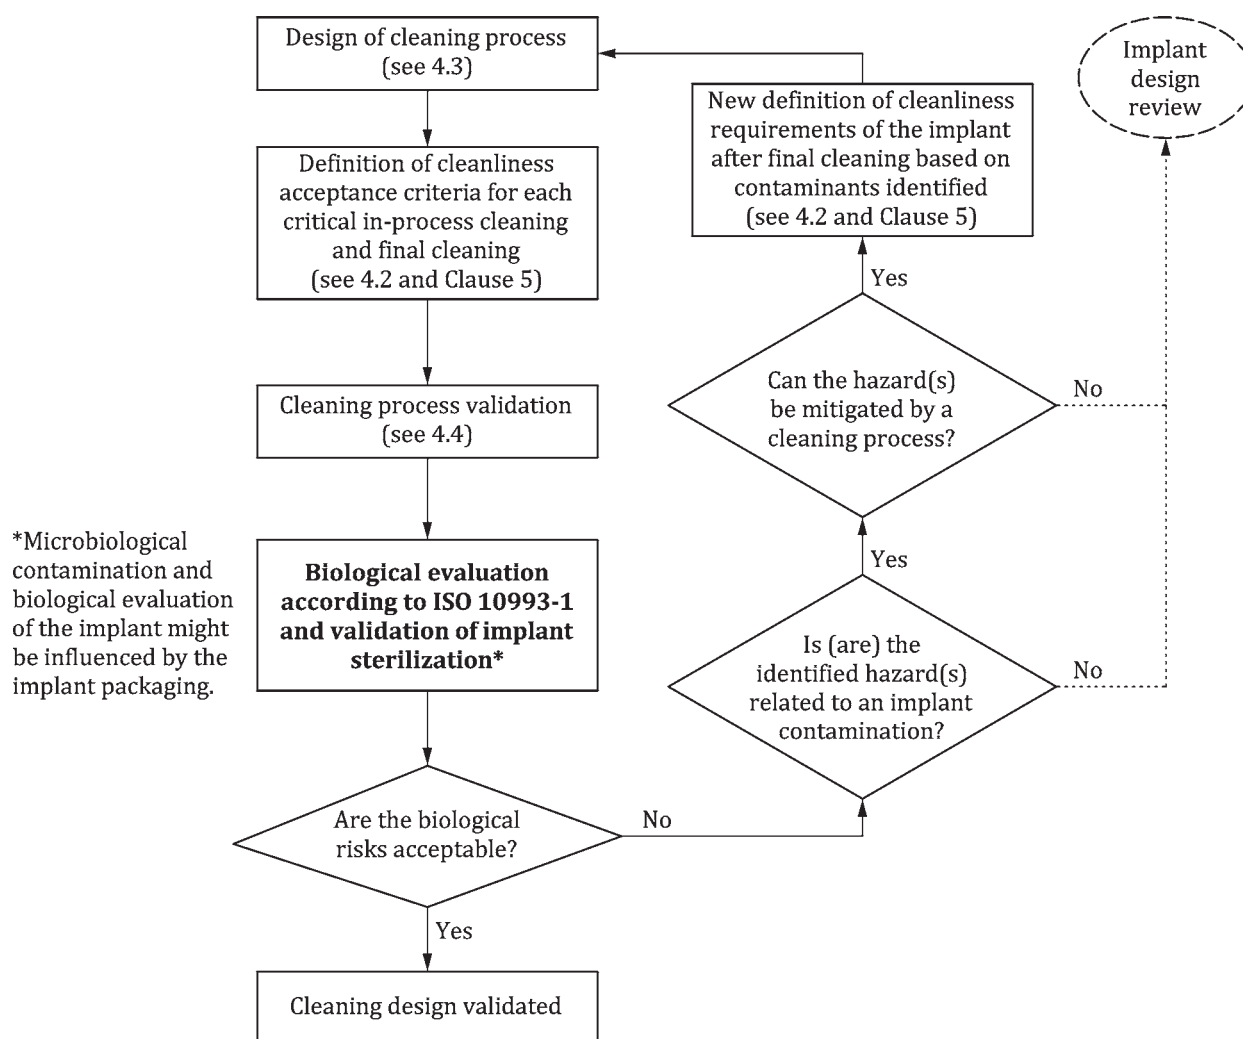 Design of cleaning process
(see 4.3)
Definition of cleanliness
acceptance criteria for each
critical in-process cleaning
and final cleaning
(see 4.2 and Clause 5)
Cleaning process validation
(see 4.4)
*Microbiological
contamination and
biological evaluation
of the implant might
be influenced by the
implant packaging.
Biological evaluation
according to ISO 10993-1
and validation of implant
sterilization*
Are the biological
risks acceptable?
No
Yes
Cleaning design validated
Is (are) the
identified hazard(s)
related to an implant
contamination?
No
Yes
Can the hazard(s)
be mitigated by a
cleaning process?
No
Yes
New definition of cleanliness
requirements of the implant
after final cleaning based on
contaminants identified
(see 4.2 and Clause 5)
Implant
design
review